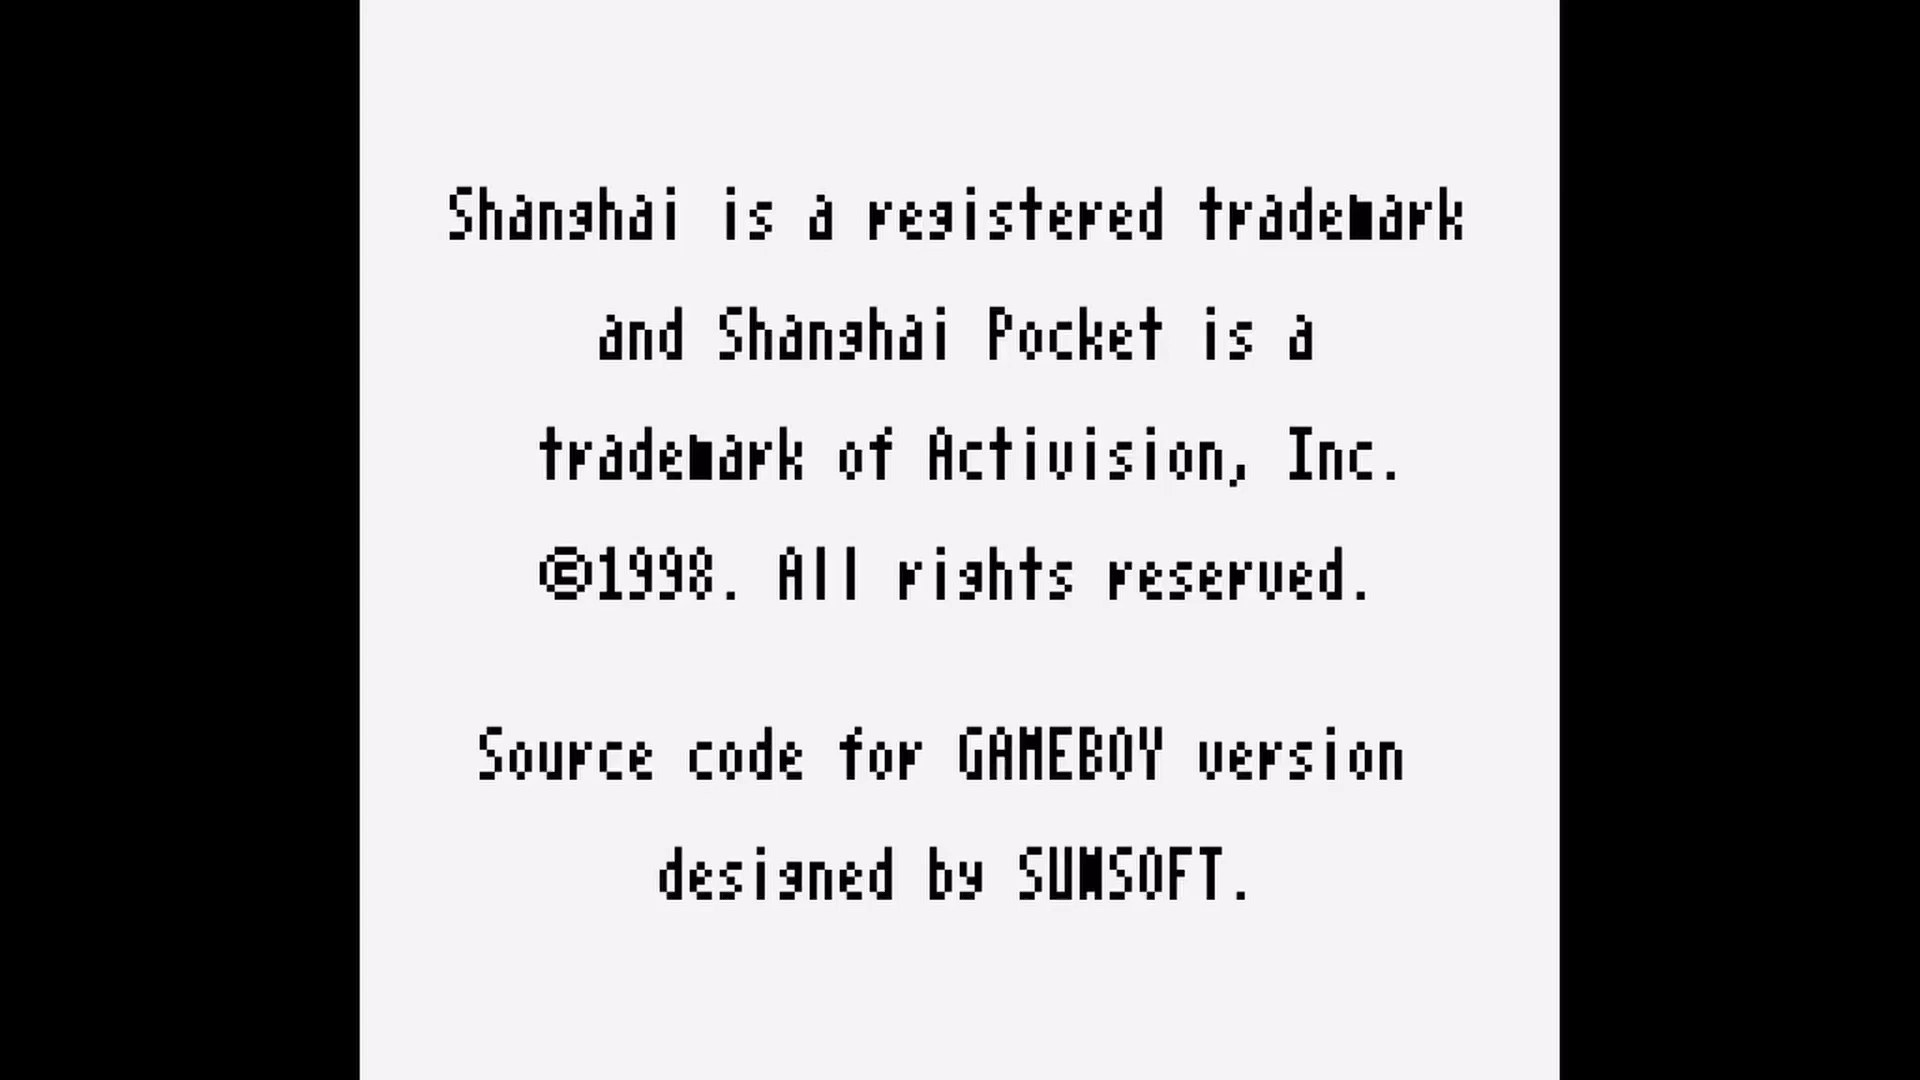 Shanghai is a registered trademark
and Shanghai Pocket is a
trademark of Activision, Inc.
©1998. All rights reserved.
Source code for GAMEBOY version
designed by SUNSOFT.